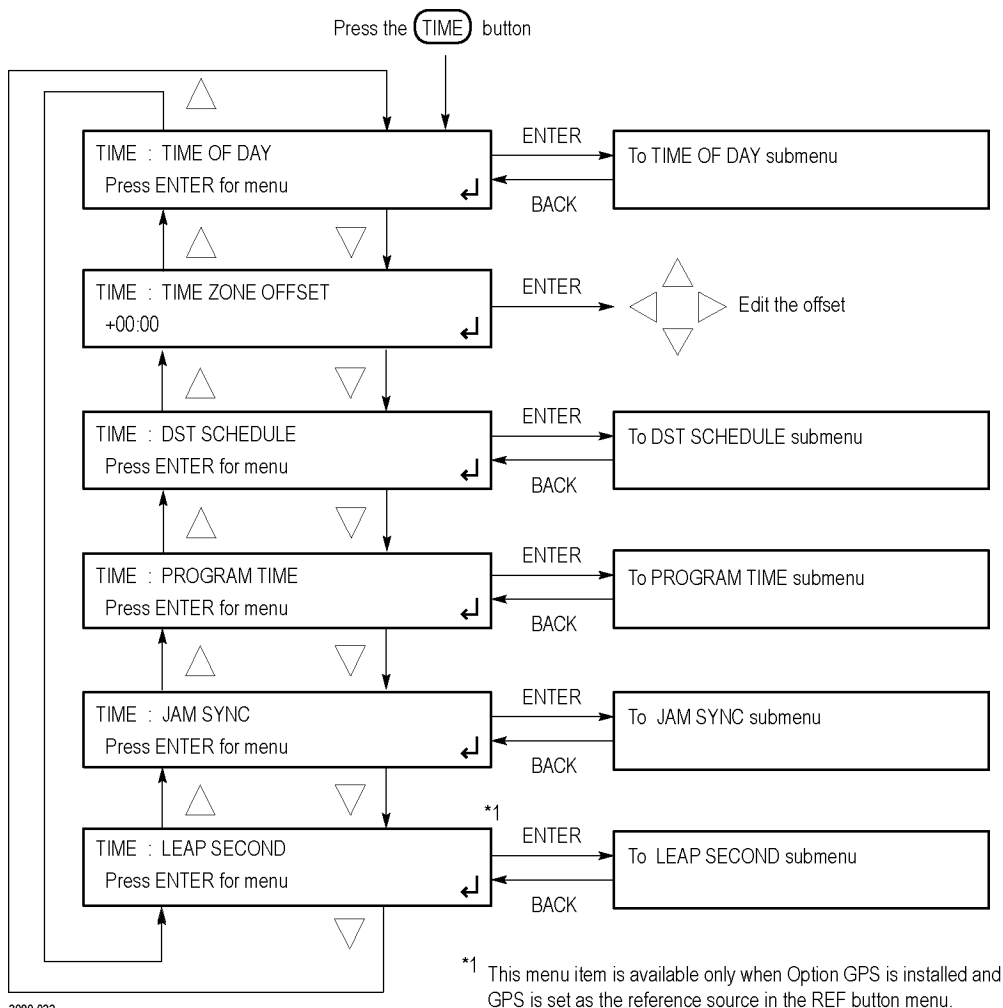 Press the TIME button
TIME : TIME OF DAY
Press ENTER for menu
ENTER
BACK
To TIME OF DAY submenu
TIME : TIME ZONE OFFSET
+00:00
ENTER
Edit the offset
TIME : DST SCHEDULE
Press ENTER for menu
ENTER
BACK
To DST SCHEDULE submenu
TIME : PROGRAM TIME
Press ENTER for menu
ENTER
BACK
To PROGRAM TIME submenu
TIME : JAM SYNC
Press ENTER for menu
ENTER
BACK
To JAM SYNC submenu
*1
TIME : LEAP SECOND
Press ENTER for menu
ENTER
BACK
To LEAP SECOND submenu
*1 This menu item is available only when Option GPS is installed and
GPS is set as the reference source in the REF button menu.